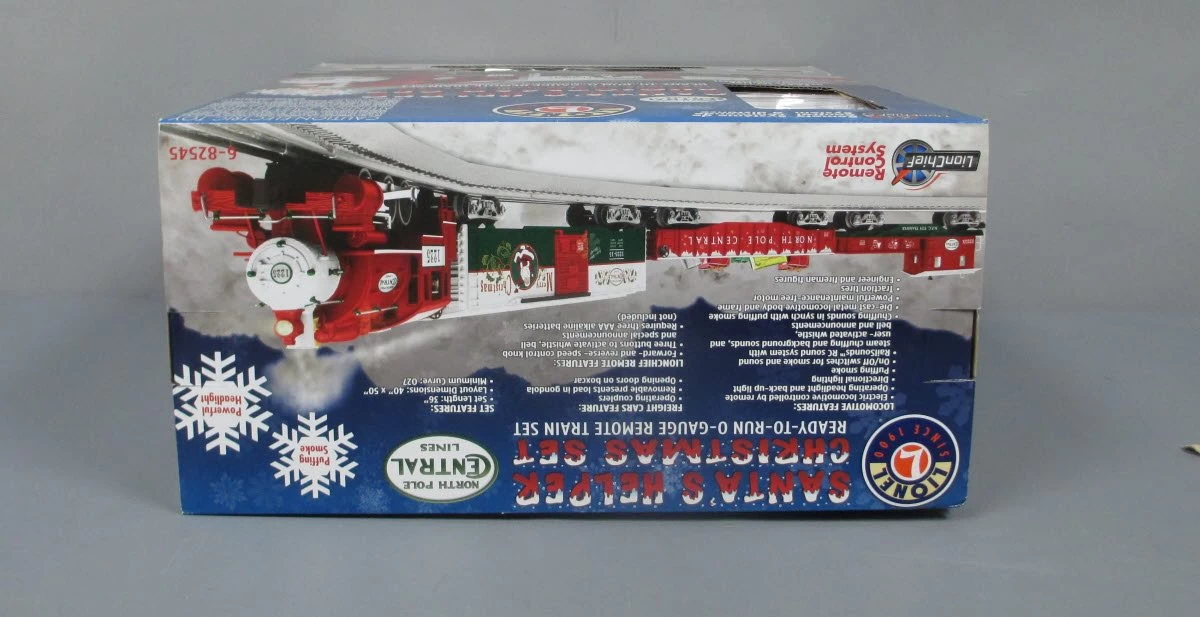 LIONEL
L
SINCE 1900
SANTA'S HELPER
CHRISTMAS SET
READY-TO-RUN O-GAUGE REMOTE TRAIN SET
NORTH POLE
CENTRAL
LINES
Puffing
Smoke
Powerful
Headlight
LOCOMOTIVE FEATURES:
• Electric locomotive controlled by remote
• Operating headlight and back-up light
• Directional lighting
• Puffing smoke
• On/off switches for smoke and sound
• RailSounds® RC sound system with
steam chuffing and background sounds, and
user- activated whistle,
bell and announcements
• Chuffing sounds in synch with puffing smoke
• Die-cast metal locomotive body and frame
• Powerful maintenance-free motor
• Traction tires
• Engineer and fireman figures
FREIGHT CARS FEATURE:
• Operating couplers
• Removable presents load in gondola
• Opening doors on boxcar
LIONCHIEF REMOTE FEATURES:
• Forward- and reverse- speed control knob
• Three buttons to activate whistle, bell
and special announcements
• Requires three AAA alkaline batteries
(not included)
SET FEATURES:
• Set Length: 56"
• Layout Dimensions: 40" x 50"
• Minimum Curve: 027
NORTH POLE CENTRAL
Merry
Christmas
CENTRAL
1225
1225
LionChief
Remote
Control
System
6-82545